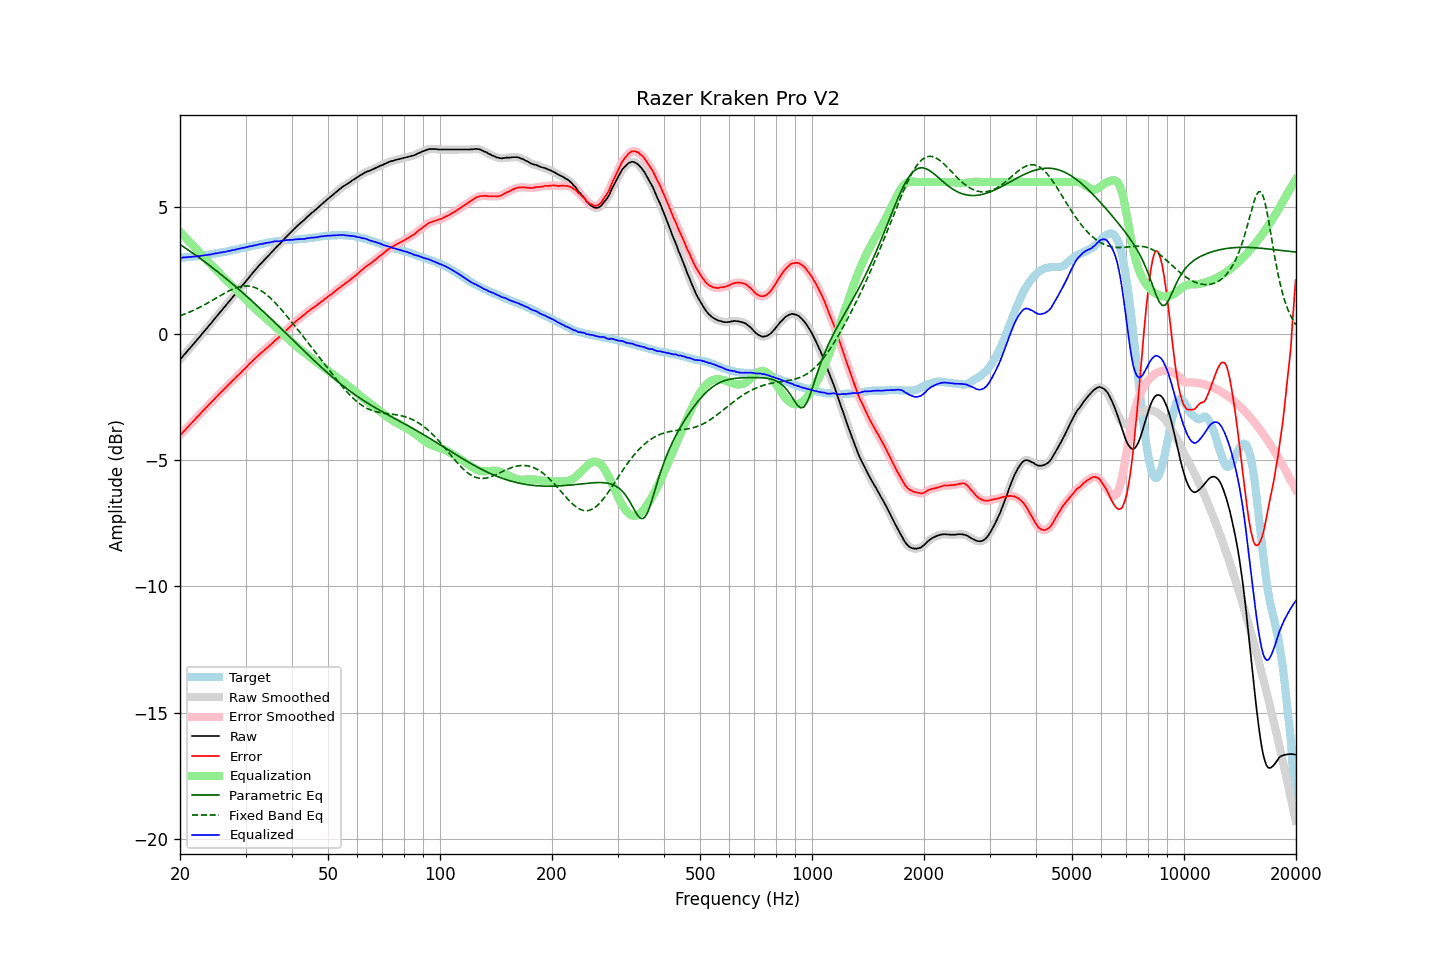 Razer Kraken Pro V2
Amplitude (dBr)
5
0
−5
−10
−15
−20
Target
Raw Smoothed
Error Smoothed
Raw
Error
Equalization
Parametric Eq
Fixed Band Eq
Equalized
20 50 100 200 500 1000 2000 5000 10000 20000
Frequency (Hz)